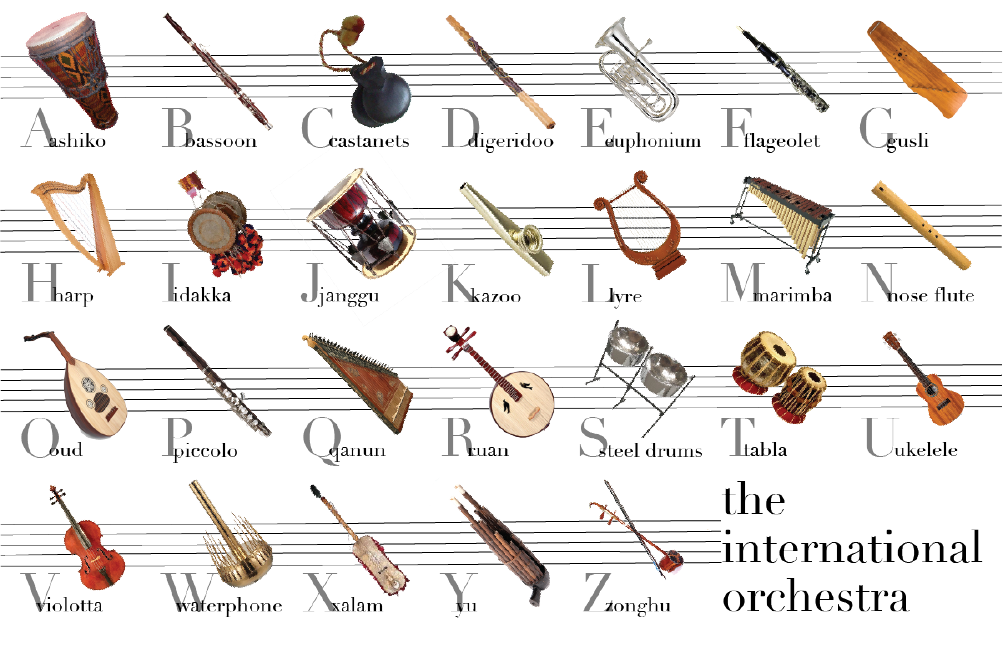 A ashiko B bassoon C castanets D digeridoo E euphonium F flageolet G gusli
H harp I idakka J janggu K kazoo L lyre M marimba N nose flute
O oud P piccolo Q qanun R ruan S steel drums T tabla U ukelele
V violotta W waterphone X xalam Y yu Z zonghu
the
international
orchestra